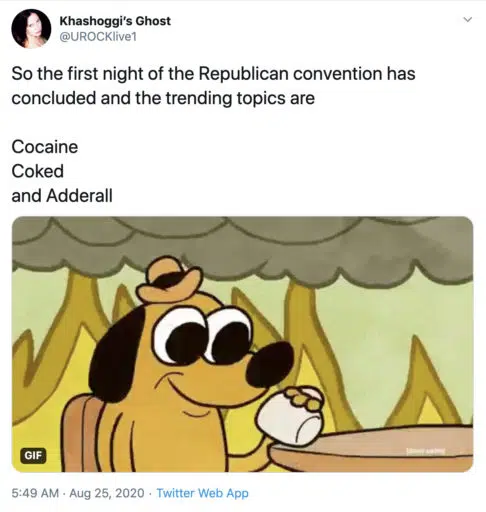 Khashoggi's Ghost
@UROCKlive1
So the first night of the Republican convention has
concluded and the trending topics are
Cocaine
Coked
and Adderall
GIF
5:49 AM · Aug 25, 2020 · Twitter Web App